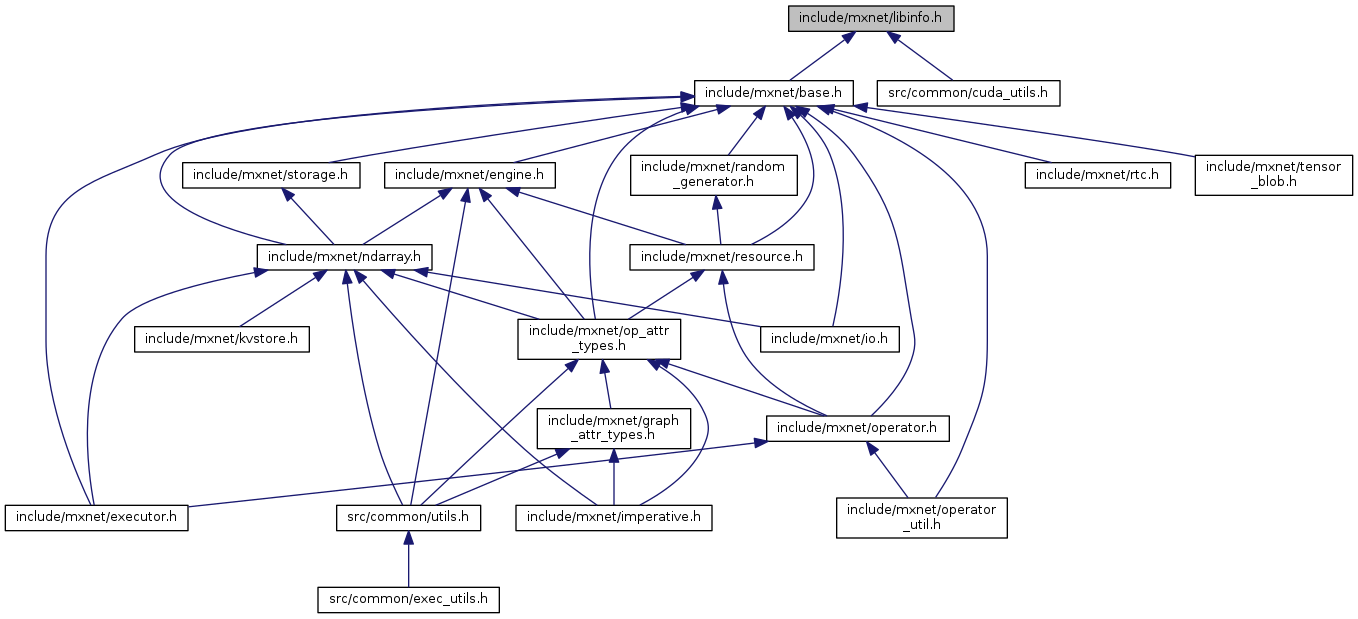 include/mxnet/libinfo.h
include/mxnet/base.h
src/common/cuda_utils.h
include/mxnet/storage.h
include/mxnet/engine.h
include/mxnet/random
_generator.h
include/mxnet/rtc.h
include/mxnet/tensor
_blob.h
include/mxnet/ndarray.h
include/mxnet/resource.h
include/mxnet/kvstore.h
include/mxnet/op_attr
_types.h
include/mxnet/io.h
include/mxnet/graph
_attr_types.h
include/mxnet/operator.h
include/mxnet/executor.h
src/common/utils.h
include/mxnet/imperative.h
include/mxnet/operator
_util.h
src/common/exec_utils.h